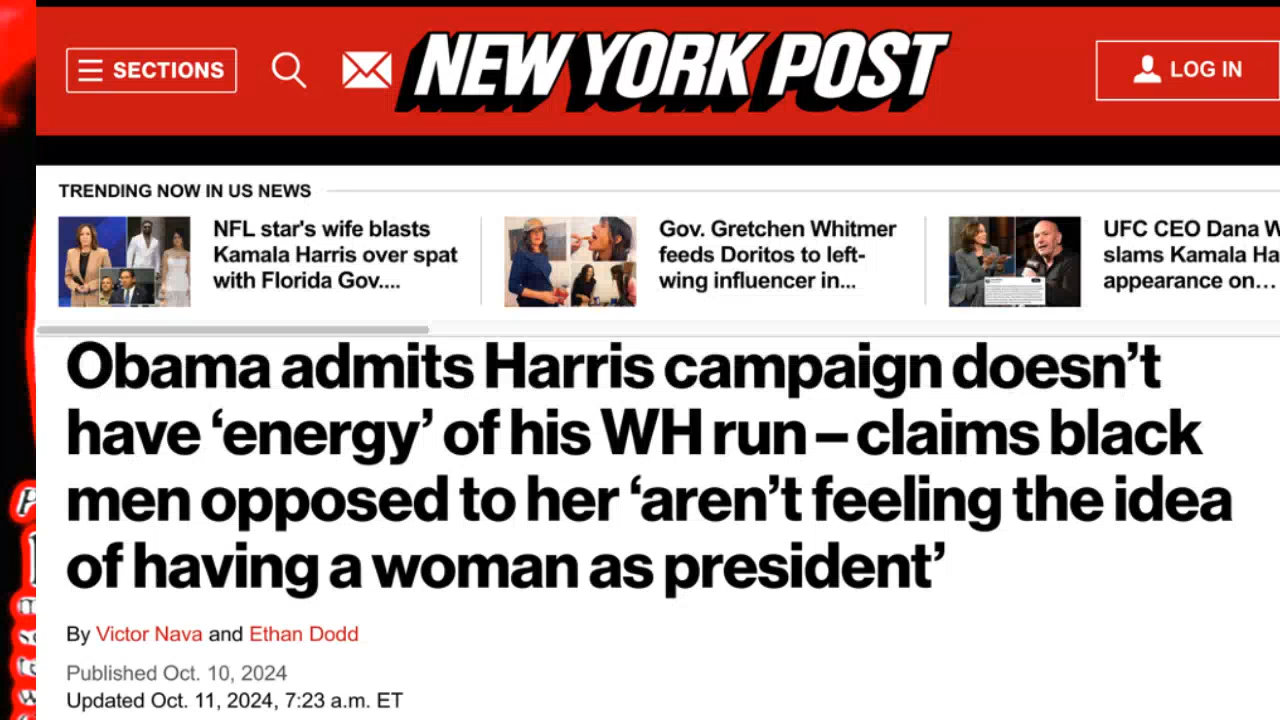 SECTIONS
NEW YORK POST
LOG IN
TRENDING NOW IN US NEWS
NFL star's wife blasts
Kamala Harris over spat
with Florida Gov....
Gov. Gretchen Whitmer
feeds Doritos to left-
wing influencer in...
UFC CEO Dana W
slams Kamala Ha
appearance on...
Obama admits Harris campaign doesn’t
have ‘energy’ of his WH run – claims black
men opposed to her ‘aren’t feeling the idea
of having a woman as president’
By Victor Nava and Ethan Dodd
Published Oct. 10, 2024
Updated Oct. 11, 2024, 7:23 a.m. ET